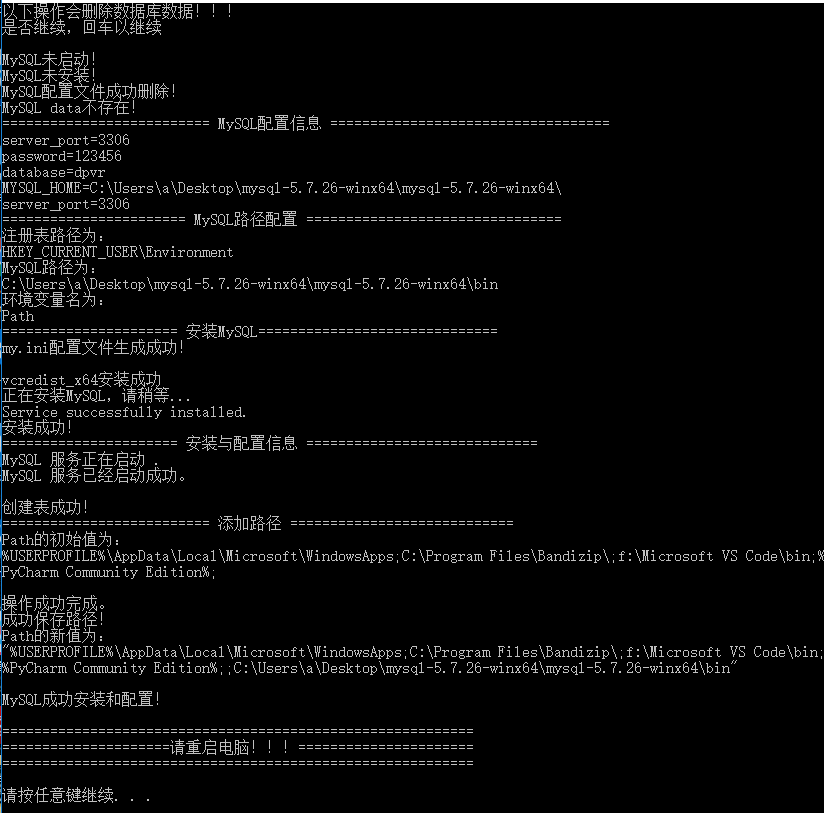 以下操作会删除数据库数据！！！
是否继续，回车以继续
MySQL未启动！
MySQL未安装！
MySQL配置文件成功删除！
MySQL data不存在！
========================== MySQL配置信息 ===================================
server_port=3306
password=123456
database=dpvr
MYSQL_HOME=C:\Users\a\Desktop\mysql-5.7.26-winx64\mysql-5.7.26-winx64\
server_port=3306
======================= MySQL路径配置 ================================
注册表路径为：
HKEY_CURRENT_USER\Environment
MySQL路径为：
C:\Users\a\Desktop\mysql-5.7.26-winx64\mysql-5.7.26-winx64\bin
环境变量名为：
Path
====================== 安装MySQL==============================
my.ini配置文件生成成功！
vcredist_x64安装成功
正在安装MySQL，请稍等...
Service successfully installed.
安装成功！
====================== 安装与配置信息 =============================
MySQL 服务正在启动 .
MySQL 服务已经启动成功。
创建表成功！
========================== 添加路径 ============================
Path的初始值为：
%USERPROFILE%\AppData\Local\Microsoft\WindowsApps;C:\Program Files\Bandizip\;f:\Microsoft VS Code\bin;%
PyCharm Community Edition%;
操作成功完成。
成功保存路径！
Path的新值为：
"%USERPROFILE%\AppData\Local\Microsoft\WindowsApps;C:\Program Files\Bandizip\;f:\Microsoft VS Code\bin;
%PyCharm Community Edition%;;C:\Users\a\Desktop\mysql-5.7.26-winx64\mysql-5.7.26-winx64\bin"
MySQL成功安装和配置！
===========================================================
=====================请重启电脑！！！======================
===========================================================
请按任意键继续. . .